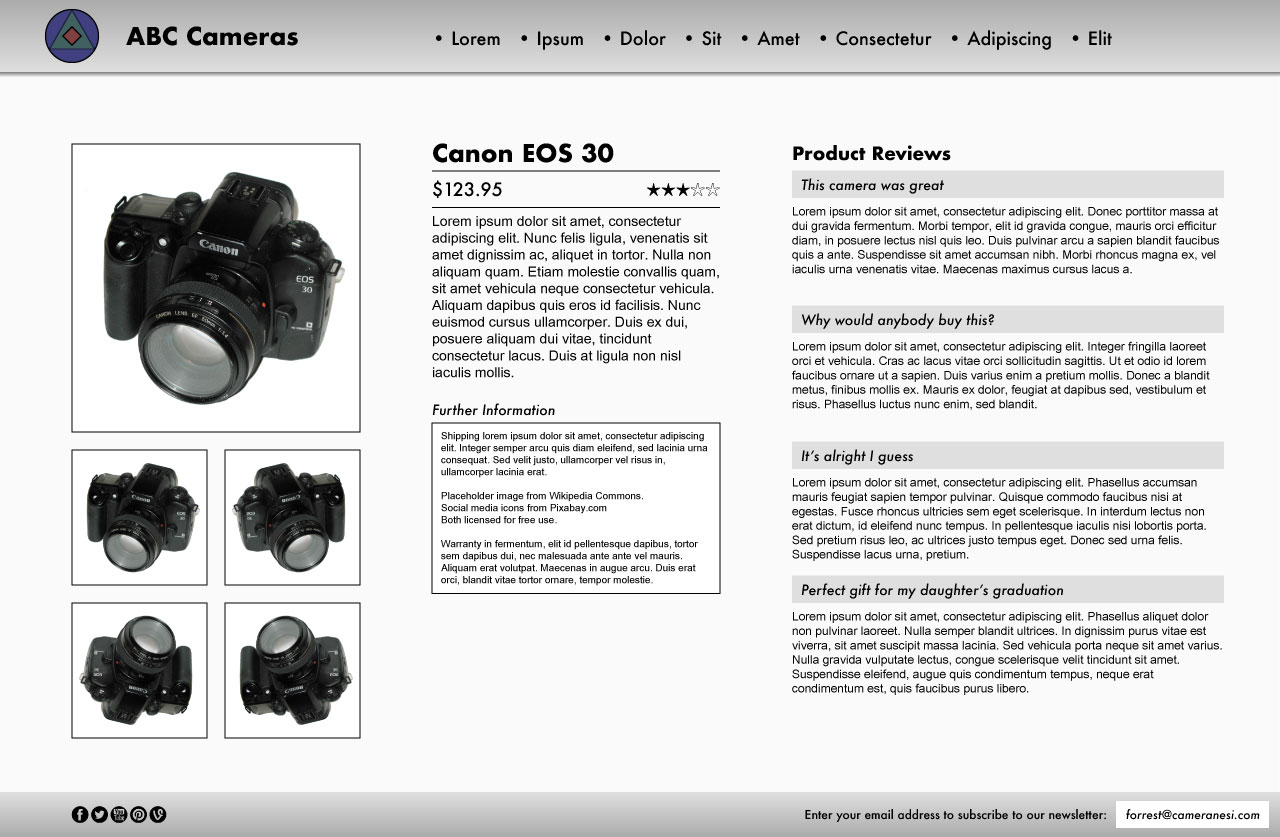 ABC Cameras
• Lorem • Ipsum • Dolor • Sit • Amet • Consectetur • Adipiscing • Elit
Canon
EOS
30
CANON LENS EF 50mm 1:1.4
Canon EOS 30
$123.95 ★★★☆☆
Lorem ipsum dolor sit amet, consectetur
adipiscing elit. Nunc felis ligula, venenatis sit
amet dignissim ac, aliquet in tortor. Nulla non
aliquam quam. Etiam molestie convallis quam,
sit amet vehicula neque consectetur vehicula.
Aliquam dapibus quis eros id facilisis. Nunc
euismod cursus ullamcorper. Duis ex dui,
posuere aliquam dui vitae, tincidunt
consectetur lacus. Duis at ligula non nisl
iaculis mollis.
Further Information
Shipping lorem ipsum dolor sit amet, consectetur adipiscing
elit. Integer semper arcu quis diam eleifend, sed lacinia urna
consequat. Sed velit justo, ullamcorper vel risus in,
ullamcorper lacinia erat.
Placeholder image from Wikipedia Commons.
Social media icons from Pixabay.com
Both licensed for free use.
Warranty in fermentum, elit id pellentesque dapibus, tortor
sem dapibus dui, nec malesuada ante ante vel mauris.
Aliquam erat volutpat. Maecenas in augue arcu. Duis erat
orci, blandit vitae tortor ornare, tempor molestie.
Product Reviews
This camera was great
Lorem ipsum dolor sit amet, consectetur adipiscing elit. Donec porttitor massa at
dui gravida fermentum. Morbi tempor, elit id gravida congue, mauris orci efficitur
diam, in posuere lectus nisl quis leo. Duis pulvinar arcu a sapien blandit faucibus
quis a ante. Suspendisse sit amet accumsan nibh. Morbi rhoncus magna ex, vel
iaculis urna venenatis vitae. Maecenas maximus cursus lacus a.
Why would anybody buy this?
Lorem ipsum dolor sit amet, consectetur adipiscing elit. Integer fringilla laoreet
orci et vehicula. Cras ac lacus vitae orci sollicitudin sagittis. Ut et odio id lorem
faucibus ornare ut a sapien. Duis varius enim a pretium mollis. Donec a blandit
metus, finibus mollis ex. Mauris ex dolor, feugiat at dapibus sed, vestibulum et
risus. Phasellus luctus nunc enim, sed blandit.
It's alright I guess
Lorem ipsum dolor sit amet, consectetur adipiscing elit. Phasellus accumsan
mauris feugiat sapien tempor pulvinar. Quisque commodo faucibus nisi at
egestas. Fusce rhoncus ultricies sem eget scelerisque. In interdum lectus non
erat dictum, id eleifend nunc tempus. In pellentesque iaculis nisi lobortis porta.
Sed pretium risus leo, ac ultrices justo tempus eget. Donec sed urna felis.
Suspendisse lacus urna, pretium.
Perfect gift for my daughter's graduation
Lorem ipsum dolor sit amet, consectetur adipiscing elit. Phasellus aliquet dolor
non pulvinar laoreet. Nulla semper blandit ultrices. In dignissim purus vitae est
viverra, sit amet suscipit massa lacinia. Sed vehicula porta neque sit amet varius.
Nulla gravida vulputate lectus, congue scelerisque velit tincidunt sit amet.
Suspendisse eleifend, augue quis condimentum tempus, neque erat
condimentum est, quis faucibus purus libero.
Enter your email address to subscribe to our newsletter: forrest@cameranesi.com